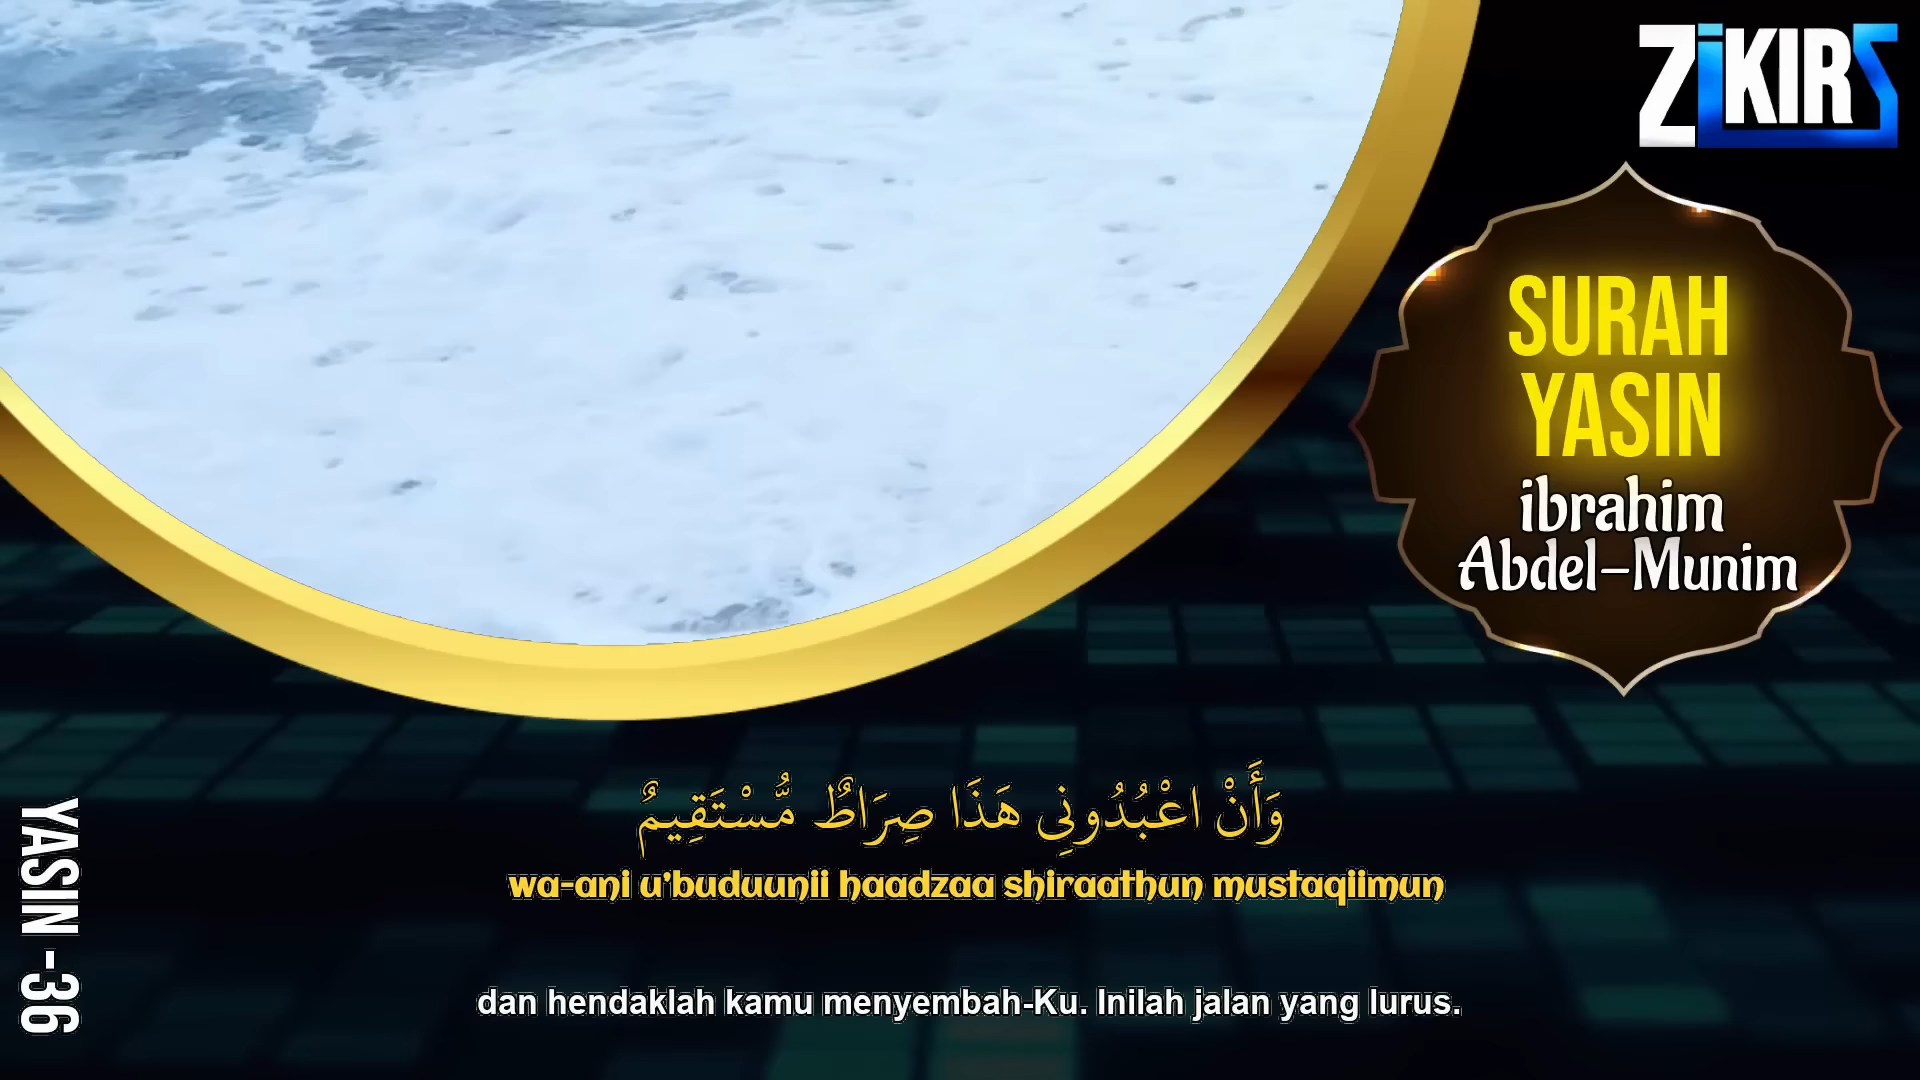 ZiKIRS
SURAH
YASIN
ibrahim
Abdel-Munim
وَأَنْ اعْبُدُونِى هَذَا صِرَاطٌ مُّسْتَقِيمٌ
wa-ani u'buduunii haadzaa shiraathun mustaqiimun
dan hendaklah kamu menyembah-Ku. Inilah jalan yang lurus.
YASIN -36